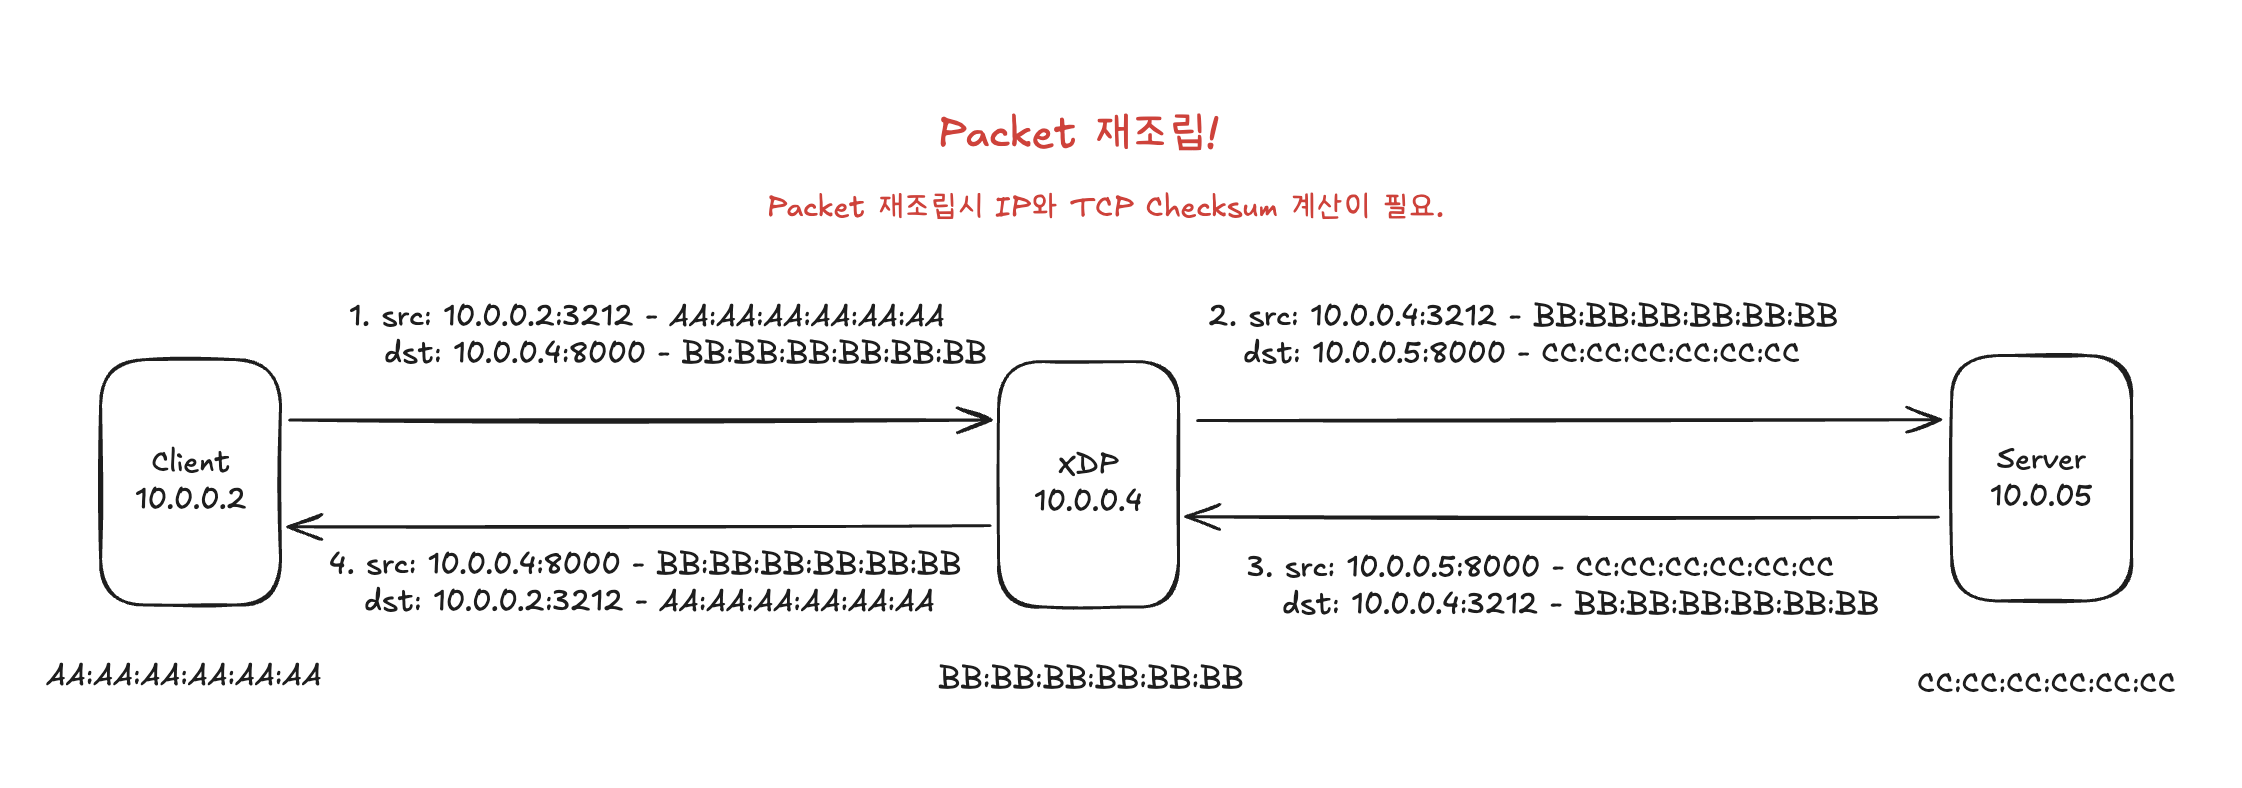 Packet 재조립!
Packet 재조립시 IP와 TCP Checksum 계산이 필요.
1. src: 10.0.0.2:3212 - AA:AA:AA:AA:AA:AA
dst: 10.0.0.4:8000 - BB:BB:BB:BB:BB:BB
2. src: 10.0.0.4:3212 - BB:BB:BB:BB:BB:BB
dst: 10.0.0.5:8000 - CC:CC:CC:CC:CC:CC
Client
10.0.0.2
XDP
10.0.0.4
Server
10.0.05
4. src: 10.0.0.4:8000 - BB:BB:BB:BB:BB:BB
dst: 10.0.0.2:3212 - AA:AA:AA:AA:AA:AA
3. src: 10.0.0.5:8000 - CC:CC:CC:CC:CC:CC
dst: 10.0.0.4:3212 - BB:BB:BB:BB:BB:BB
AA:AA:AA:AA:AA:AA
BB:BB:BB:BB:BB:BB
CC:CC:CC:CC:CC:CC